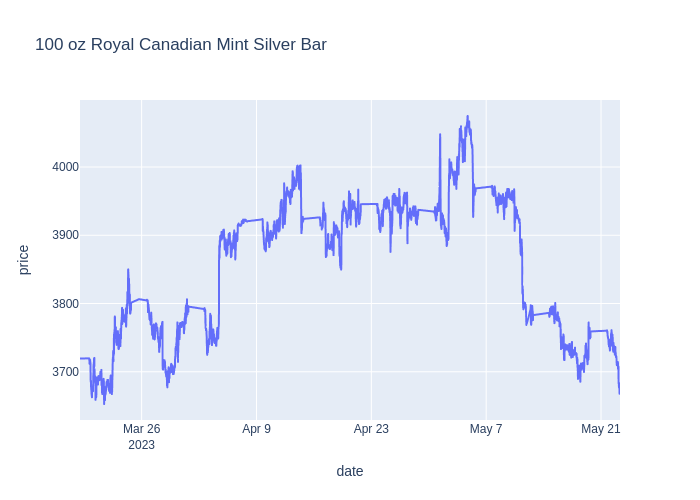 100 oz Royal Canadian Mint Silver Bar
4000
3900
3800
3700
price
Mar 26
2023
Apr 9
Apr 23
May 7
May 21
date